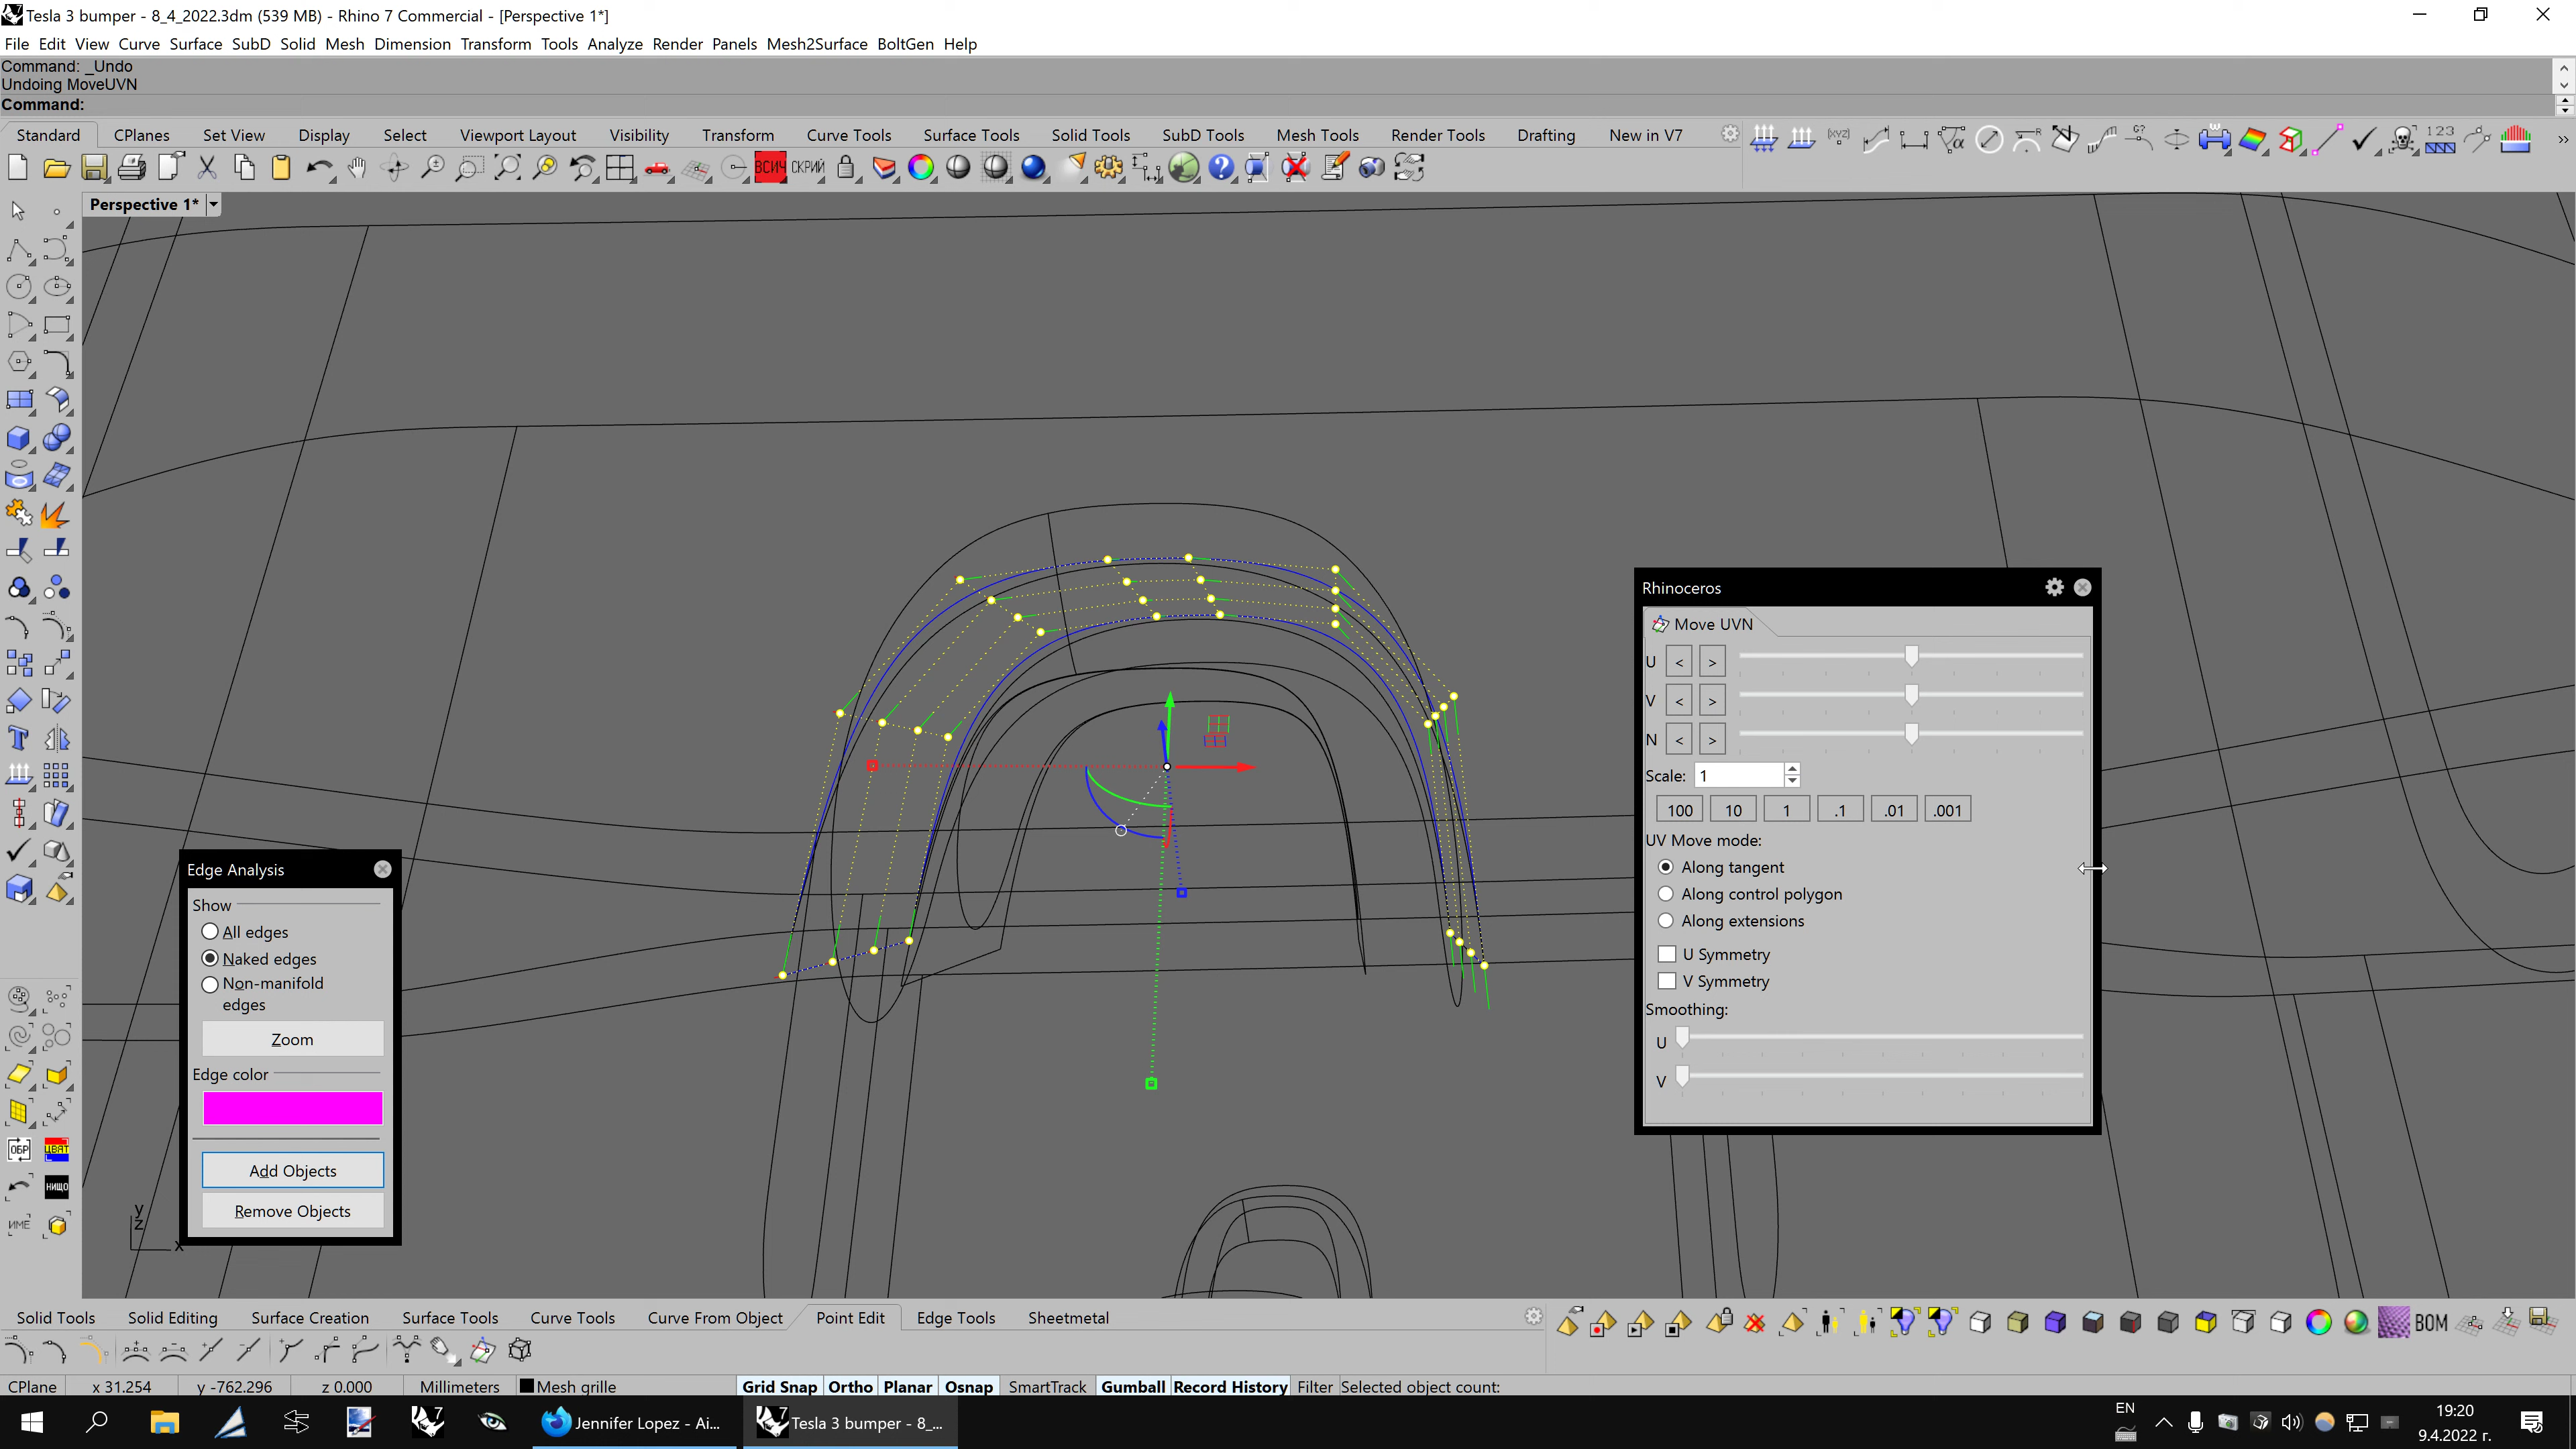 Tesla 3 bumper - 8_4_2022.3dm (539 MB) - Rhino 7 Commercial - [Perspective 1*]
File Edit View Curve Surface SubD Solid Mesh Dimension Transform Tools Analyze Render Panels Mesh2Surface BoltGen Help
Command: _Undo
Undoing MoveUVN
Command:
Standard CPlanes Set View Display Select Viewport Layout Visibility Transform Curve Tools Surface Tools Solid Tools SubD Tools Mesh Tools Render Tools Drafting New in V7
ВСИЧ СКРИЙ
Perspective 1*
Rhinoceros
Move UVN
U < >
V < >
N < >
Scale: 1
100 10 1 .1 .01 .001
UV Move mode:
Along tangent
Along control polygon
Along extensions
U Symmetry
V Symmetry
Smoothing:
U
V
Edge Analysis
Show
All edges
Naked edges
Non-manifold
edges
Zoom
Edge color
Add Objects
Remove Objects
ОБР ЦВЯТ
НИЩО
ИМЕ
y
z
x
Solid Tools Solid Editing Surface Creation Surface Tools Curve Tools Curve From Object Point Edit Edge Tools Sheetmetal
BOM
CPlane x 31.254 y -762.296 z 0.000 Millimeters Mesh grille Grid Snap Ortho Planar Osnap SmartTrack Gumball Record History Filter Selected object count:
Jennifer Lopez - Ai...
Tesla 3 bumper - 8_...
EN
19:20
9.4.2022 г.